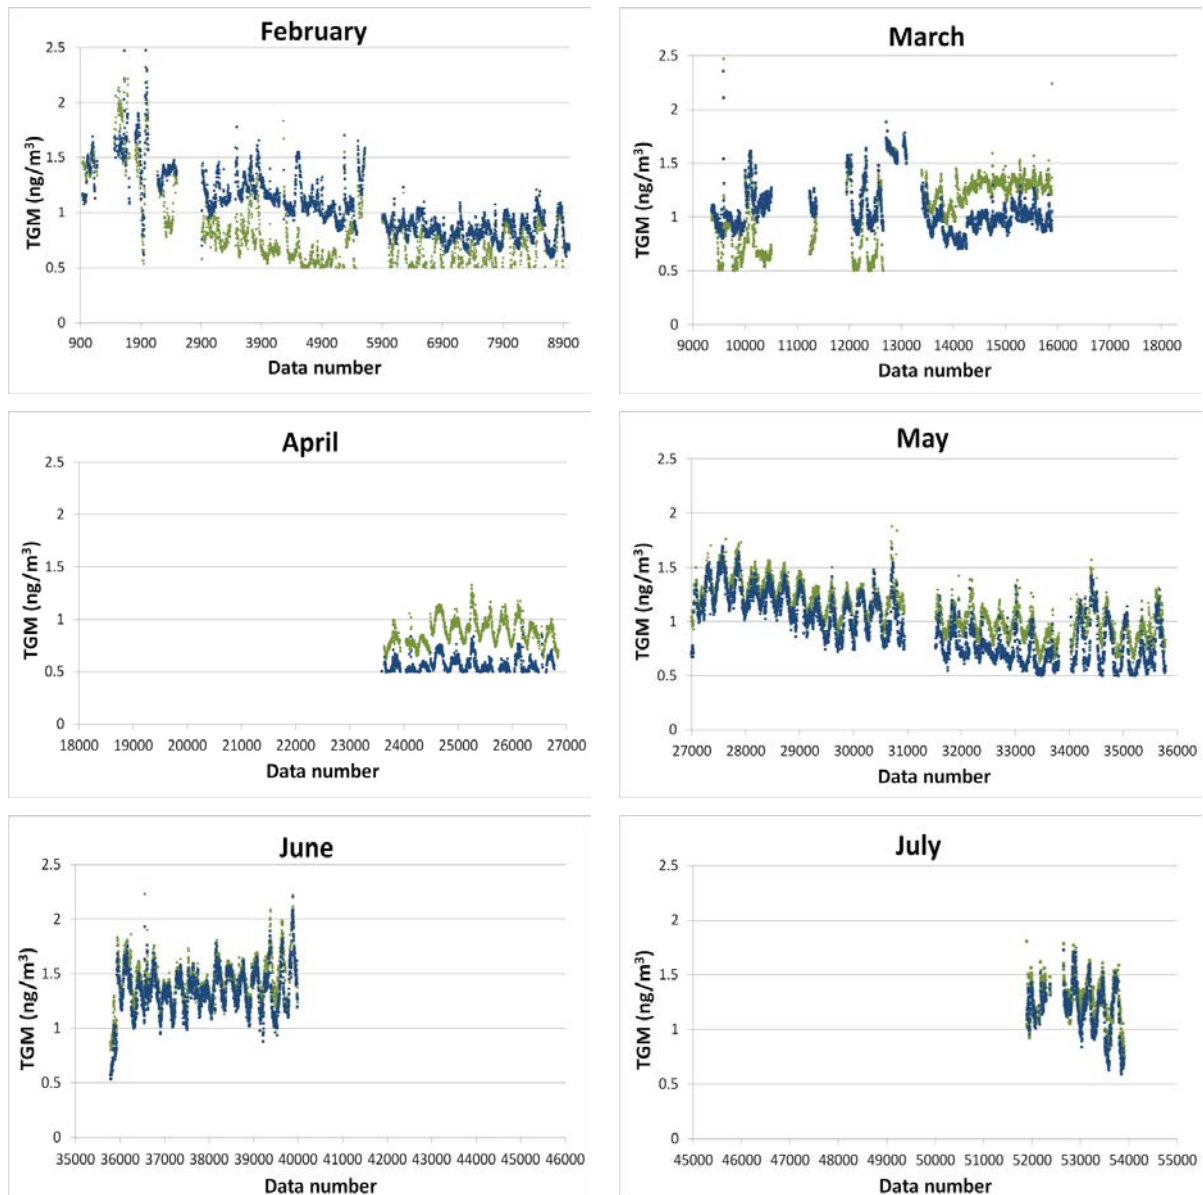 February
2.5
2
1.5
1
0.5
0
TGM (ng/m³)
900 1900 2900 3900 4900 5900 6900 7900 8900
Data number
March
2.5
2
1.5
1
0.5
0
TGM (ng/m³)
9000 10000 11000 12000 13000 14000 15000 16000 17000 18000
Data number
April
2.5
2
1.5
1
0.5
0
TGM (ng/m³)
18000 19000 20000 21000 22000 23000 24000 25000 26000 27000
Data number
May
2.5
2
1.5
1
0.5
0
TGM (ng/m³)
27000 28000 29000 30000 31000 32000 33000 34000 35000 36000
Data number
June
2.5
2
1.5
1
0.5
0
TGM (ng/m³)
35000 36000 37000 38000 39000 40000 41000 42000 43000 44000 45000 46000
Data number
July
2.5
2
1.5
1
0.5
0
TGM (ng/m³)
45000 46000 47000 48000 49000 50000 51000 52000 53000 54000 55000
Data number